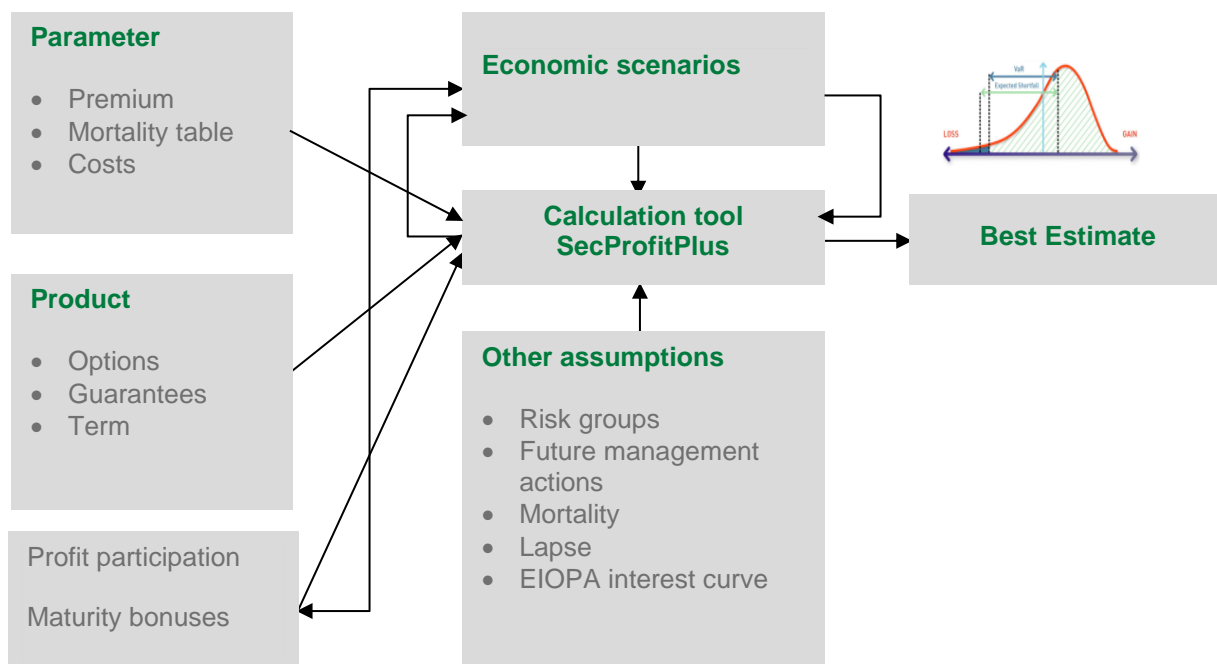 Parameter
• Premium
• Mortality table
• Costs
Product
• Options
• Guarantees
• Term
Profit participation
Maturity bonuses
Economic scenarios
Calculation tool
SecProfitPlus
Other assumptions
• Risk groups
• Future management
actions
• Mortality
• Lapse
• EIOPA interest curve
VaR
Expected Shortfall
LOSS
GAIN
Best Estimate